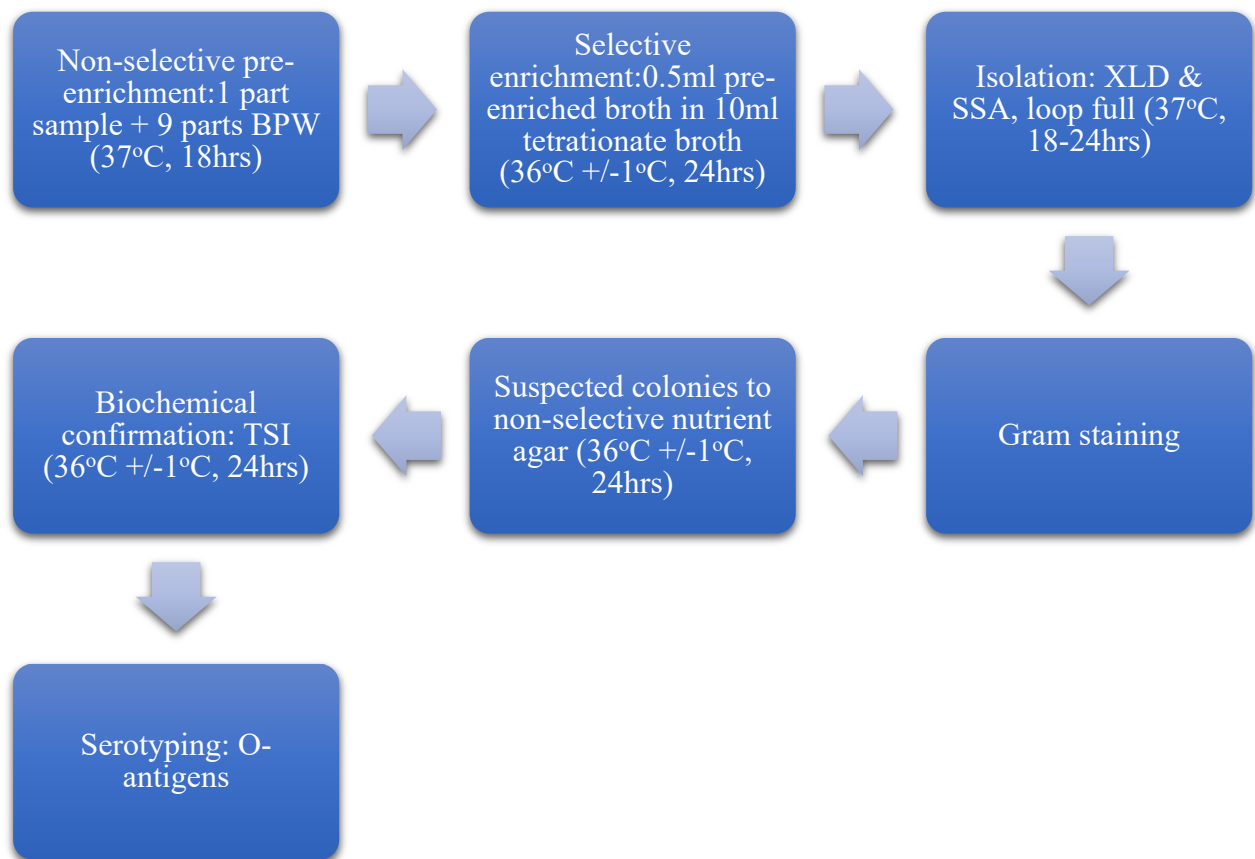 Non-selective pre-
enrichment:1 part
sample + 9 parts BPW
(37ᵒC, 18hrs)
Selective
enrichment:0.5ml pre-
enriched broth in 10ml
tetrationate broth
(36ᵒC +/-1ᵒC, 24hrs)
Isolation: XLD &
SSA, loop full (37ᵒC,
18-24hrs)
Gram staining
Suspected colonies to
non-selective nutrient
agar (36ᵒC +/-1ᵒC,
24hrs)
Biochemical
confirmation: TSI
(36ᵒC +/-1ᵒC, 24hrs)
Serotyping: O-
antigens